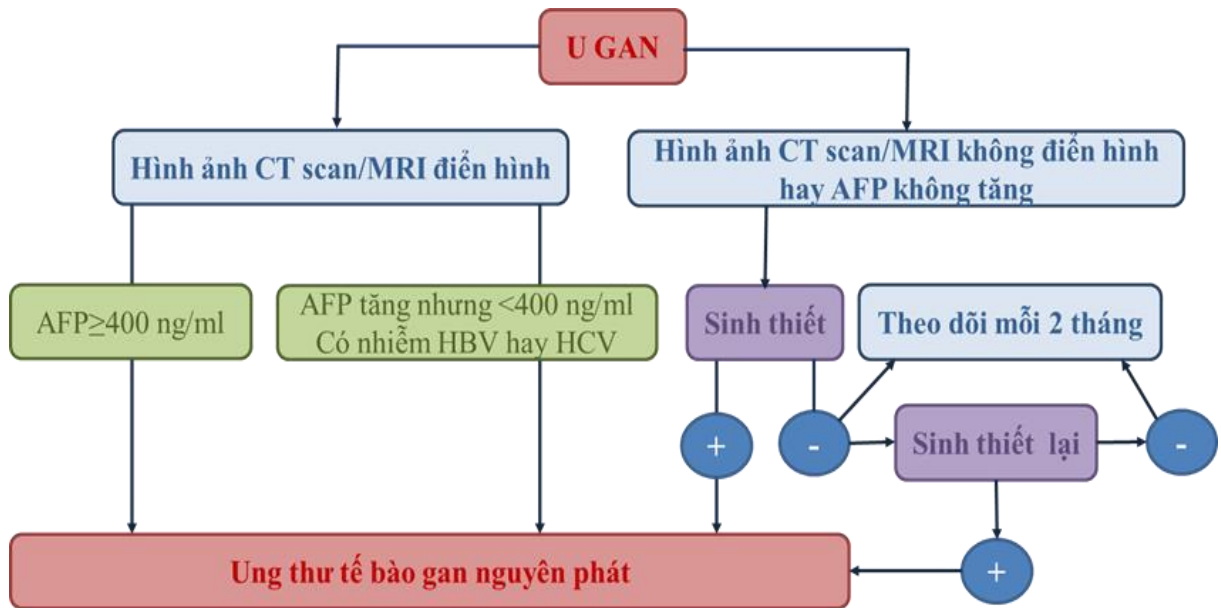 U GAN
Hình ảnh CT scan/MRI điển hình
Hình ảnh CT scan/MRI không điển hình
hay AFP không tăng
AFP≥400 ng/ml
AFP tăng nhưng <400 ng/ml
Có nhiễm HBV hay HCV
Sinh thiết
Theo dõi mỗi 2 tháng
+
-
Sinh thiết lại
-
Ung thư tế bào gan nguyên phát
+